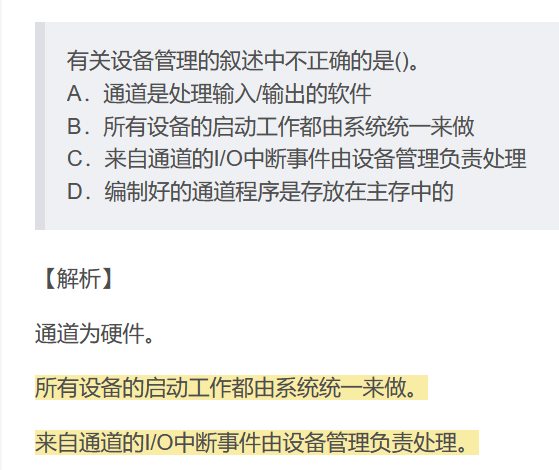 有关设备管理的叙述中不正确的是()。
A．通道是处理输入/输出的软件
B．所有设备的启动工作都由系统统一来做
C．来自通道的I/O中断事件由设备管理负责处理
D．编制好的通道程序是存放在主存中的
【解析】
通道为硬件。
所有设备的启动工作都由系统统一来做。
来自通道的I/O中断事件由设备管理负责处理。